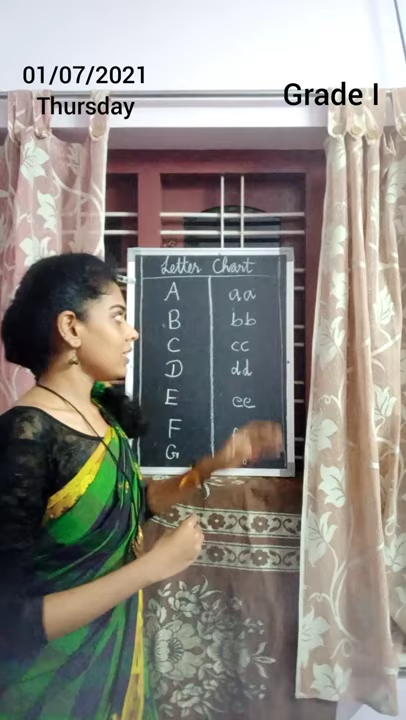 01/07/2021
Thursday
Grade I
Letter Chart
A aa
B bb
C cc
D dd
E ee
F
G